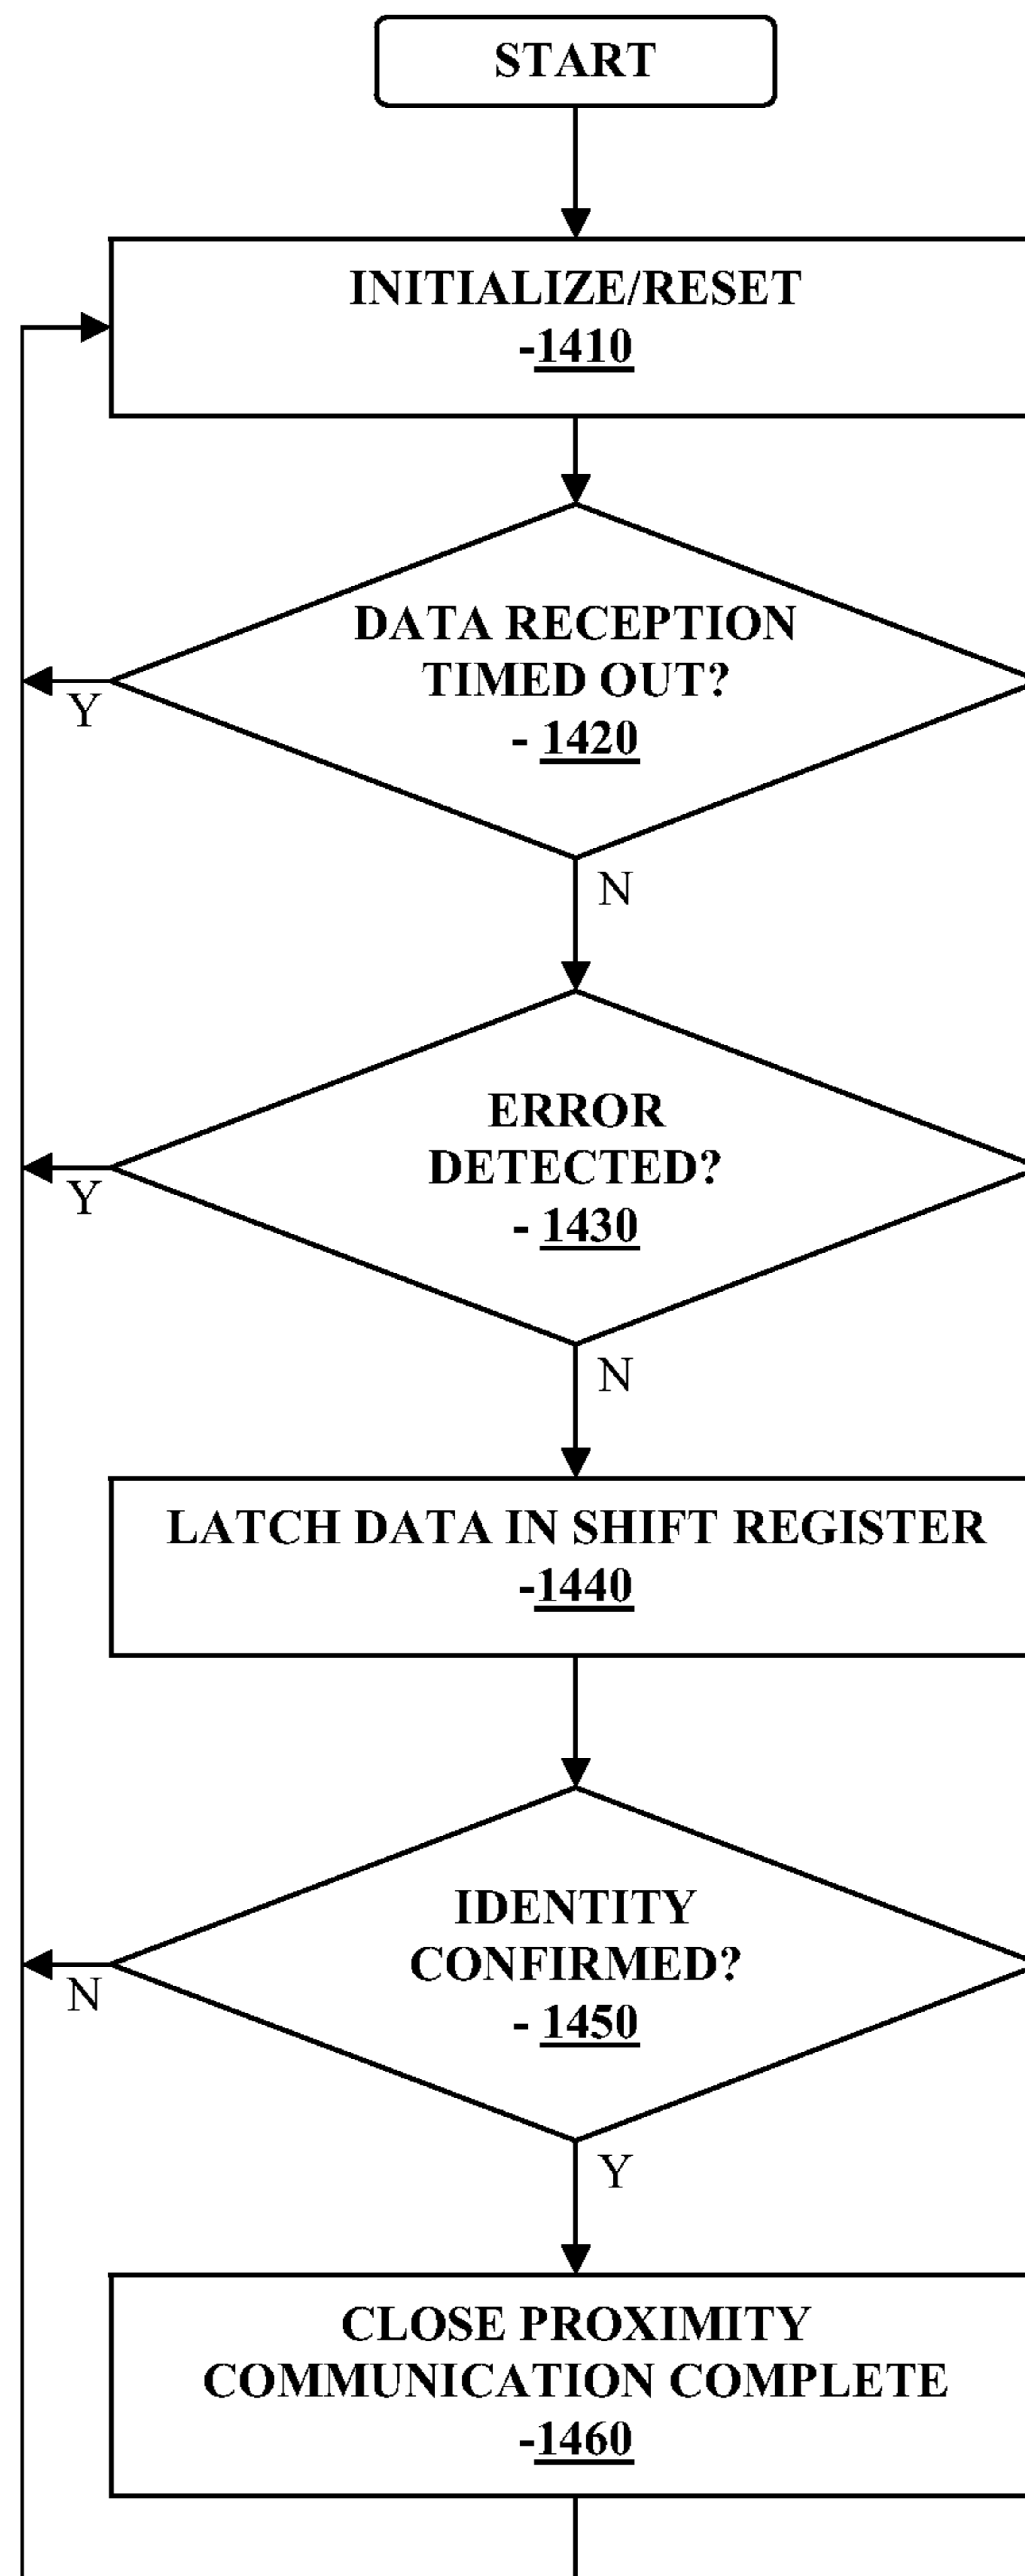 START
INITIALIZE/RESET
-1410
DATA RECEPTION
TIMED OUT?
- 1420
Y
N
ERROR
DETECTED?
- 1430
Y
N
LATCH DATA IN SHIFT REGISTER
-1440
IDENTITY
CONFIRMED?
- 1450
N
Y
CLOSE PROXIMITY
COMMUNICATION COMPLETE
-1460